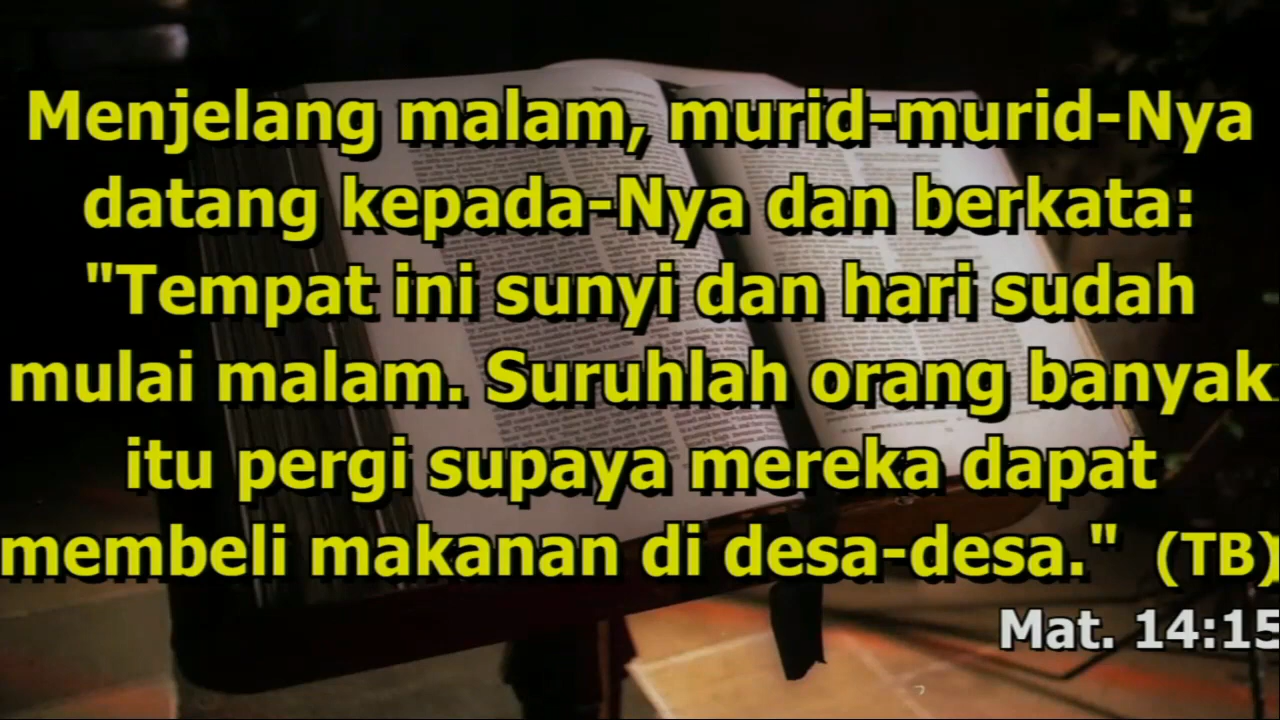 Menjelang malam, murid-murid-Nya
datang kepada-Nya dan berkata:
"Tempat ini sunyi dan hari sudah
mulai malam. Suruhlah orang banyak
itu pergi supaya mereka dapat
membeli makanan di desa-desa." (TB)
Mat. 14:15